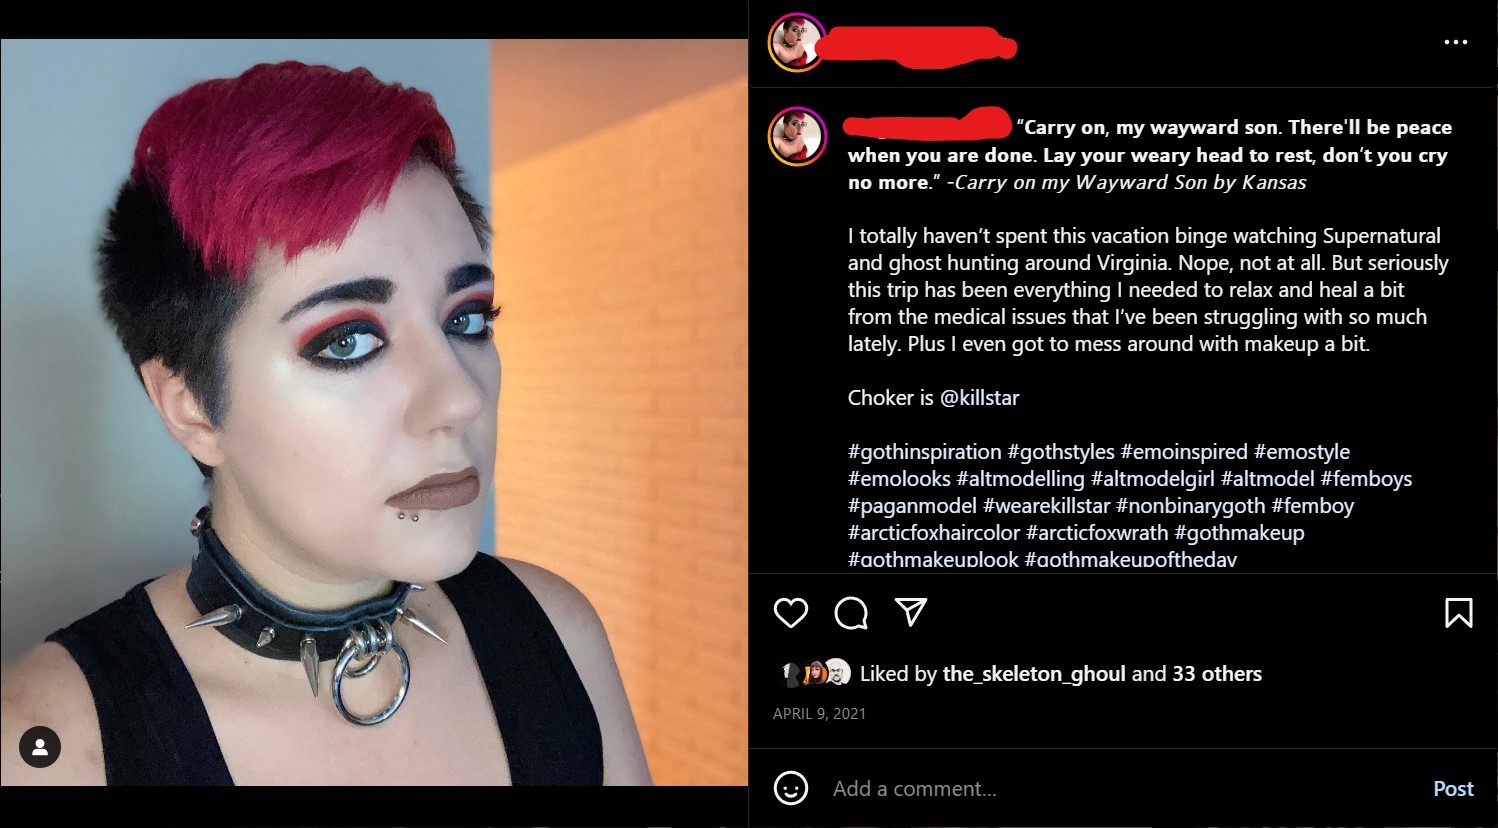 “Carry on, my wayward son. There'll be peace
when you are done. Lay your weary head to rest, don’t you cry
no more.” -Carry on my Wayward Son by Kansas
I totally haven’t spent this vacation binge watching Supernatural
and ghost hunting around Virginia. Nope, not at all. But seriously
this trip has been everything I needed to relax and heal a bit
from the medical issues that I’ve been struggling with so much
lately. Plus I even got to mess around with makeup a bit.
Choker is @killstar
#gothinspiration #gothstyles #emoinspired #emostyle
#emolooks #altmodelling #altmodelgirl #altmodel #femboys
#paganmodel #wearekillstar #nonbinarygoth #femboy
#arcticfoxhaircolor #arcticfoxwrath #gothmakeup
#gothmakeuplook #gothmakeupoftheday
Liked by the_skeleton_ghoul and 33 others
APRIL 9, 2021
Add a comment...
Post